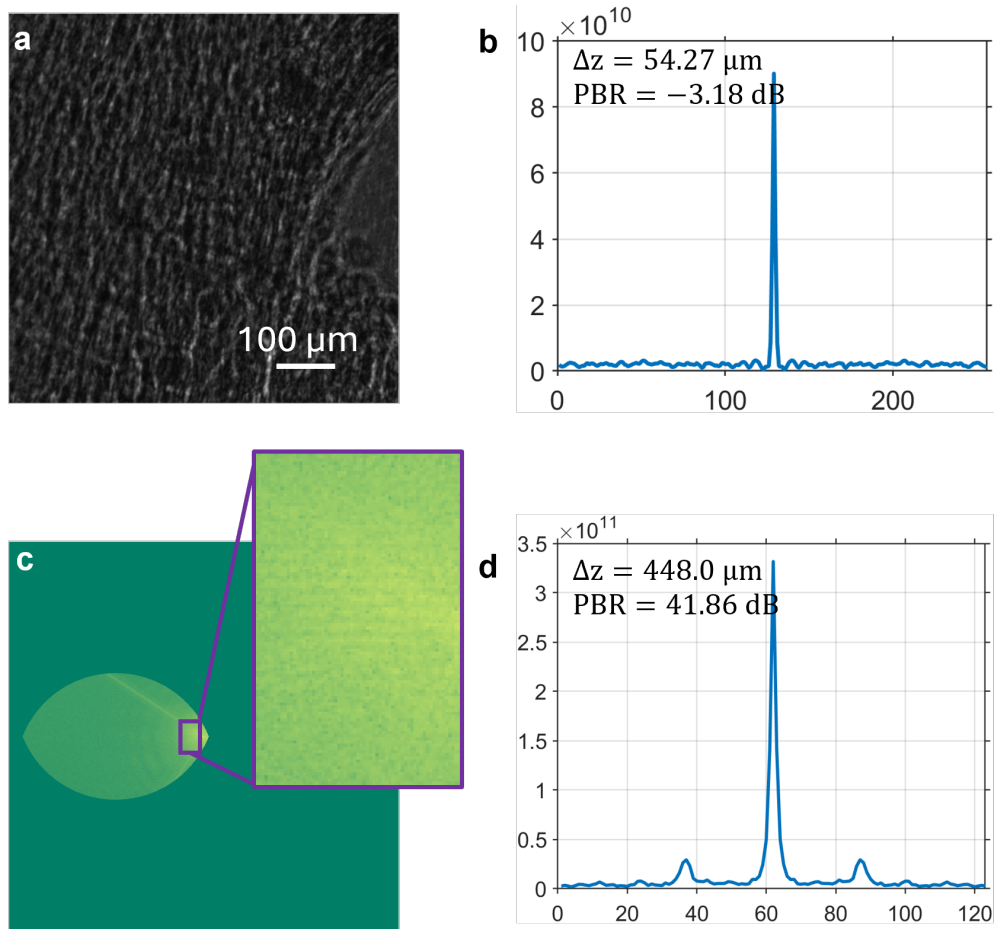 a
100 μm
b
×10^10
Δz = 54.27 μm
PBR = −3.18 dB
10
8
6
4
2
0
0 100 200
c
d
×10^11
Δz = 448.0 μm
PBR = 41.86 dB
3.5
3
2.5
2
1.5
1
0.5
0
0 20 40 60 80 100 120